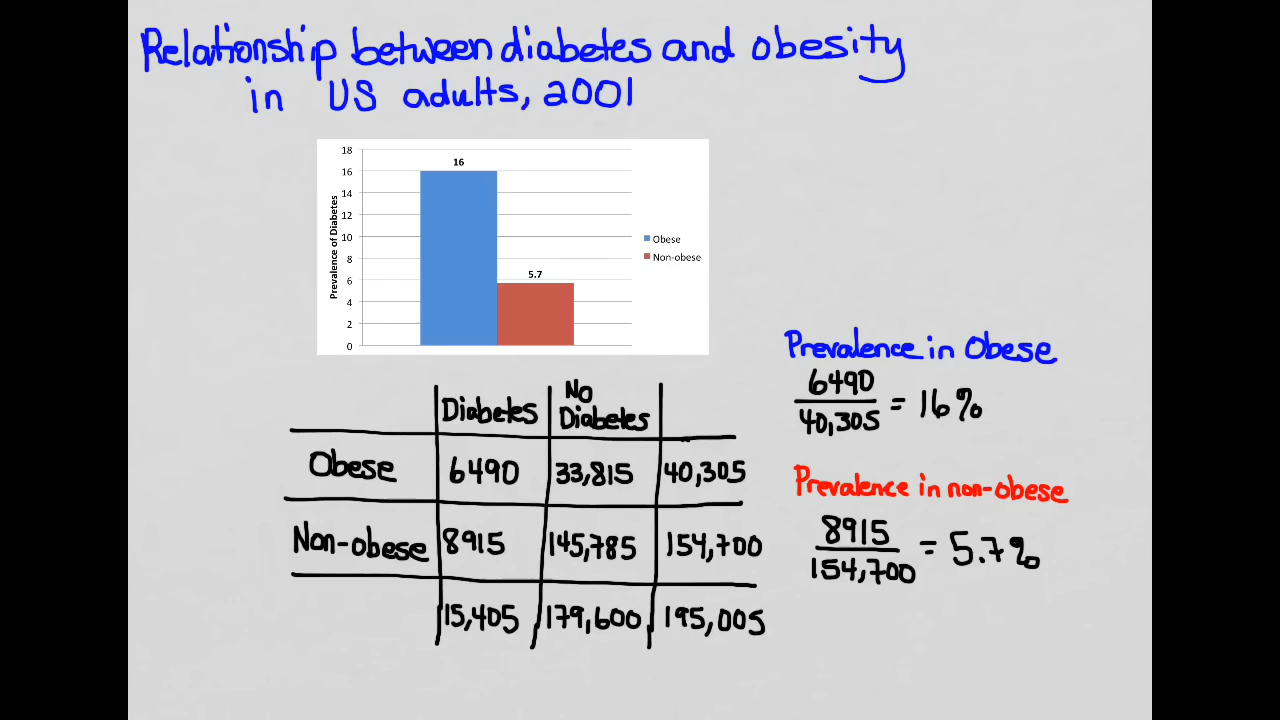 Relationship between diabetes and obesity
in US adults, 2001
18
16
14
12
10
8
6
4
2
0
Prevalence of Diabetes
16
5.7
Obese
Non-obese
Prevalence in Obese
6490
40,305
= 16%
Prevalence in non-obese
8915
154,700
= 5.7%
Diabetes No Diabetes
Obese 6490 33,815 40,305
Non-obese 8915 145,785 154,700
15,405 179,600 195,005